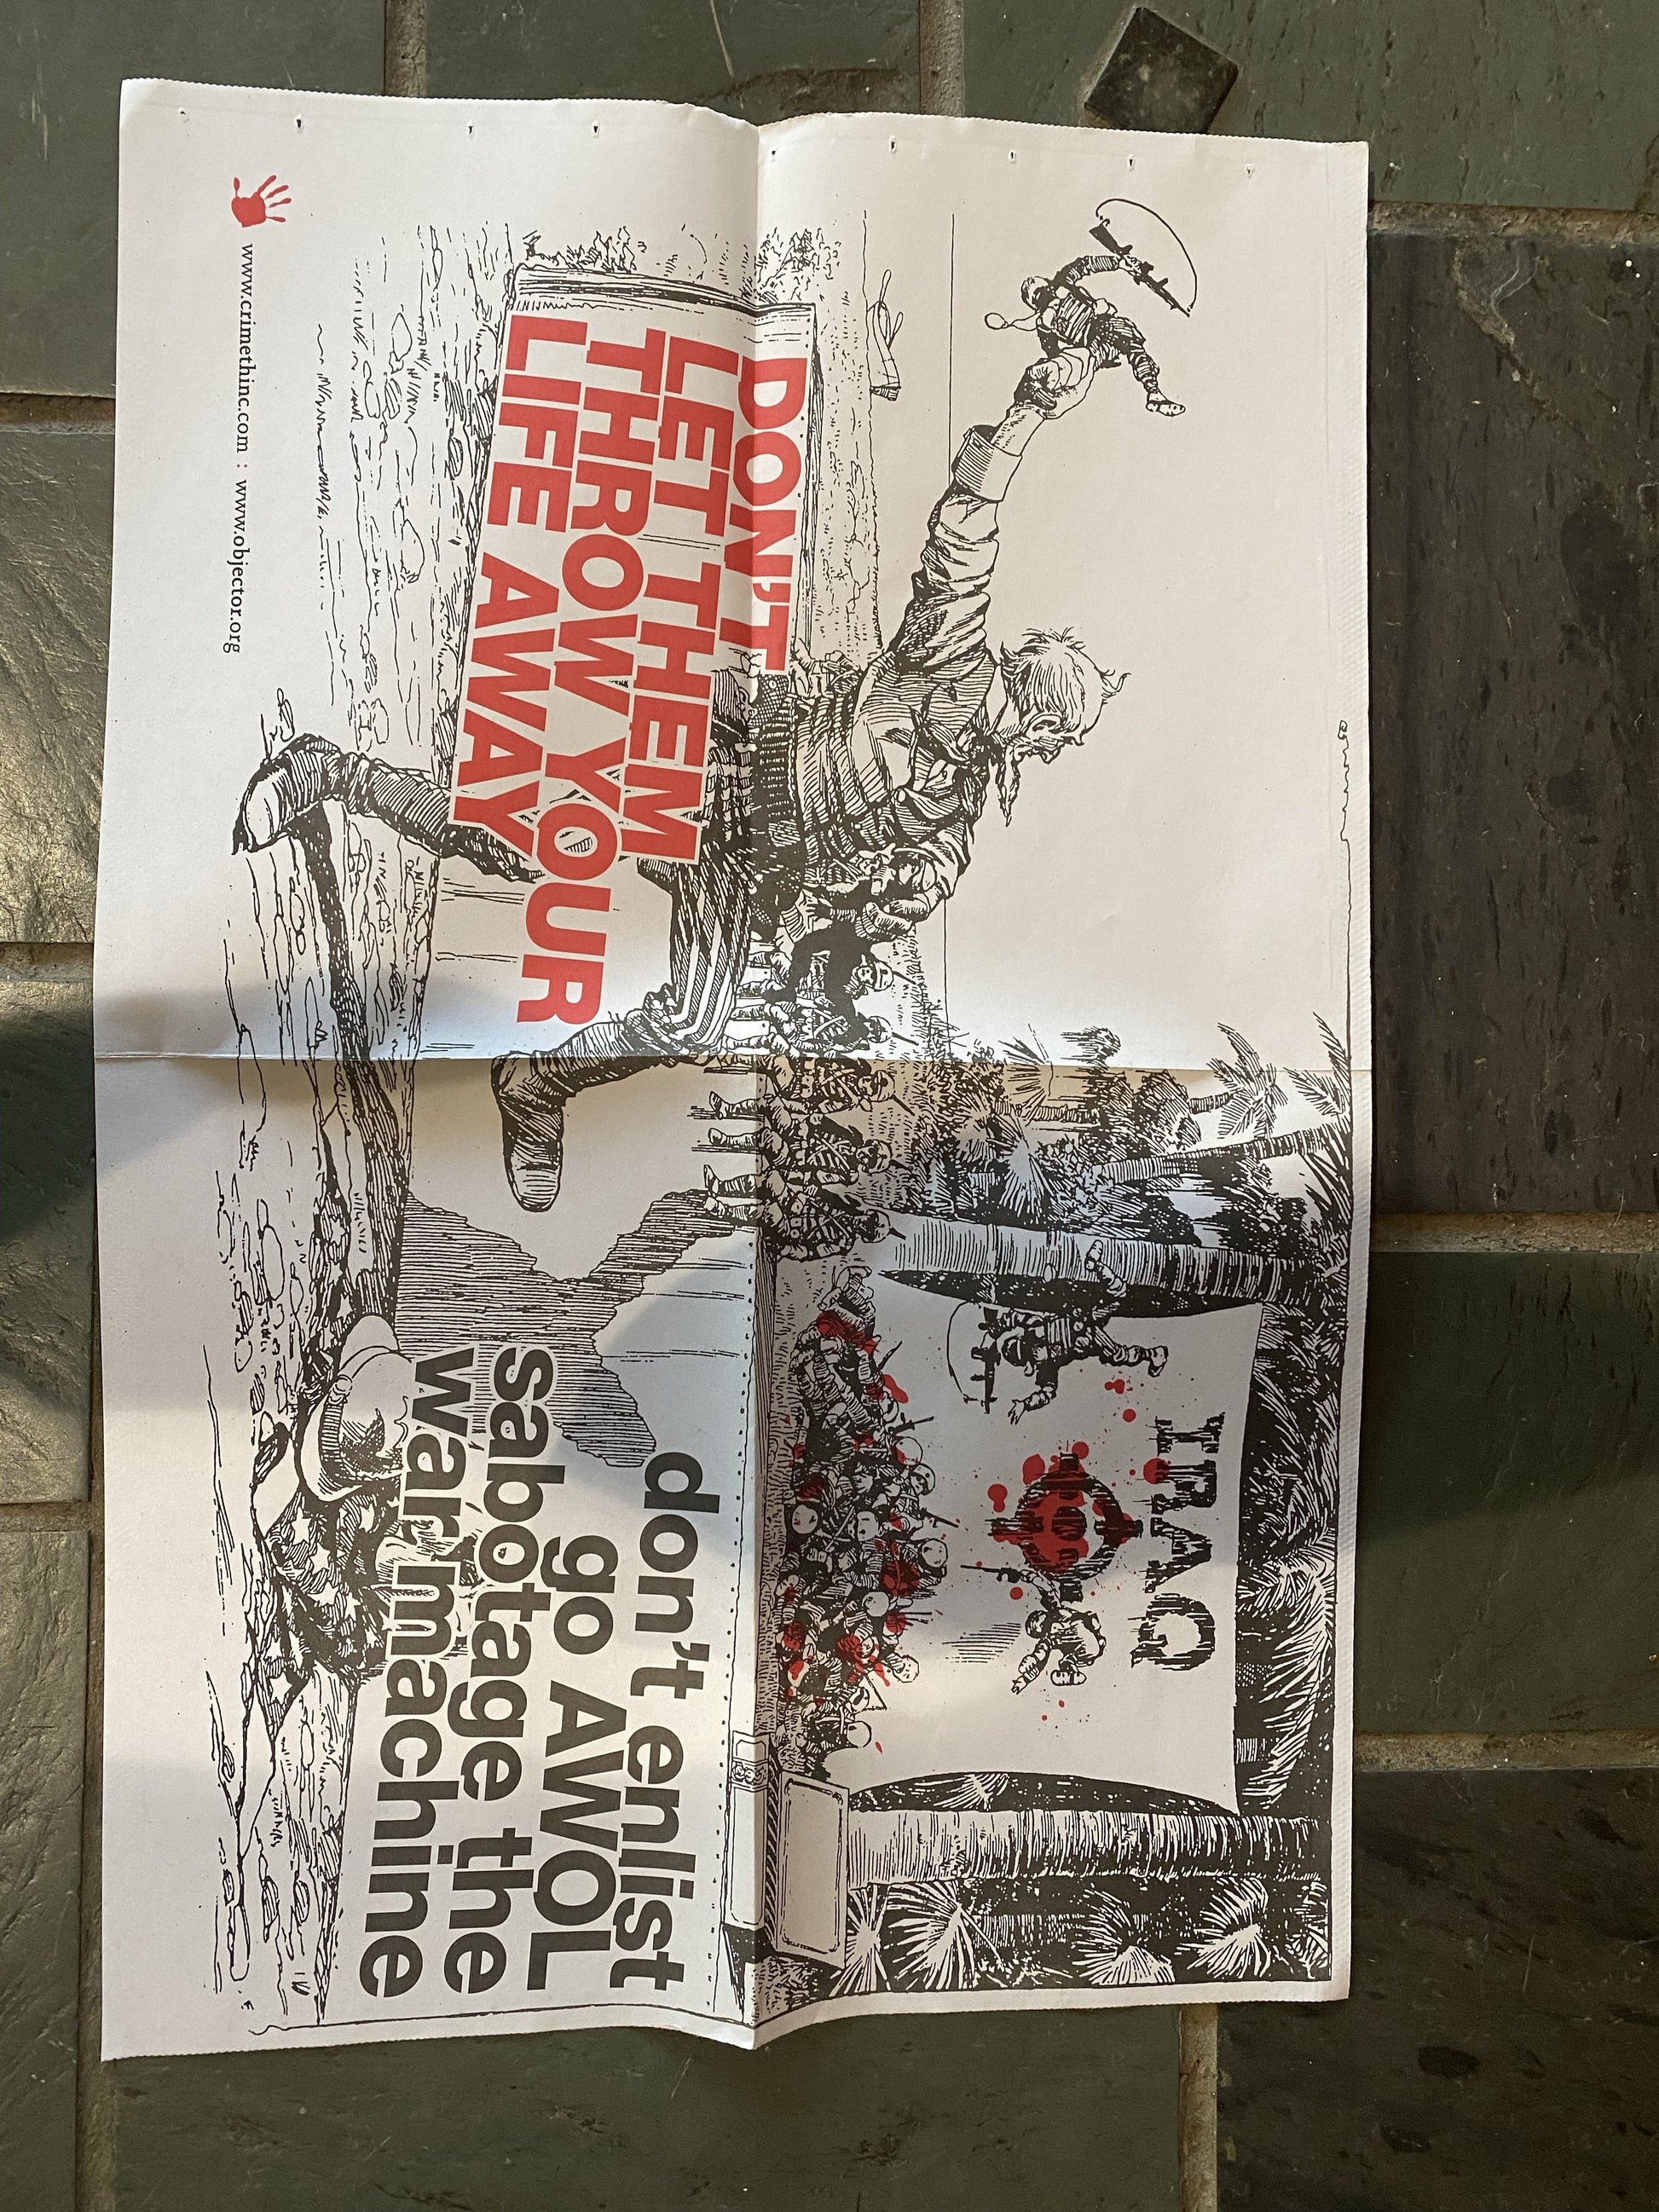 IRAQ
DON'T
LET THEM
THROW YOUR
LIFE AWAY
don't enlist
go AWOL
sabotage the
war machine
www.crimethinc.com : www.objector.org